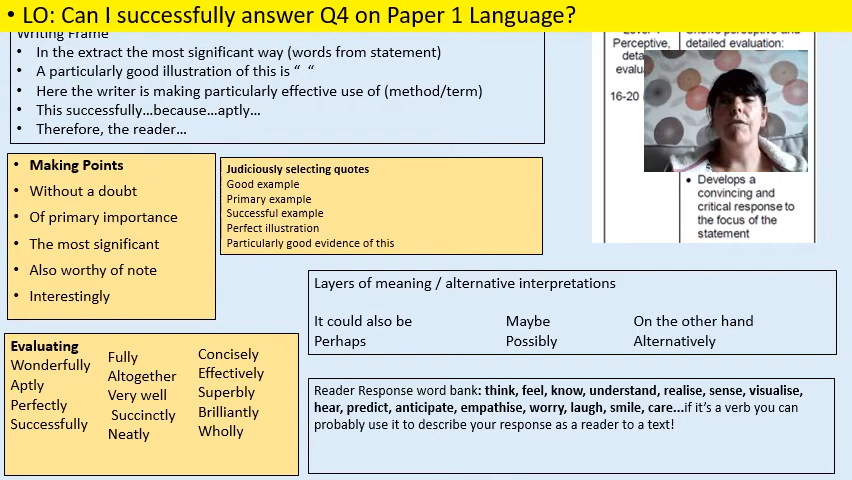 • LO: Can I successfully answer Q4 on Paper 1 Language?
Writing Frame
• In the extract the most significant way (words from statement)
• A particularly good illustration of this is “  “
• Here the writer is making particularly effective use of (method/term)
• This successfully…because…aptly…
• Therefore, the reader…
Perceptive,
detailed evaluation:
16-20
• Develops a
convincing and
critical response to
the focus of the
statement
• Making Points
• Without a doubt
• Of primary importance
• The most significant
• Also worthy of note
• Interestingly
Judiciously selecting quotes
Good example
Primary example
Successful example
Perfect illustration
Particularly good evidence of this
Layers of meaning / alternative interpretations
It could also be Maybe On the other hand
Perhaps Possibly Alternatively
Evaluating
Wonderfully
Aptly
Perfectly
Successfully
Fully
Altogether
Very well
Succinctly
Neatly
Concisely
Effectively
Superbly
Brilliantly
Wholly
Reader Response word bank: think, feel, know, understand, realise, sense, visualise,
hear, predict, anticipate, empathise, worry, laugh, smile, care...if it’s a verb you can
probably use it to describe your response as a reader to a text!